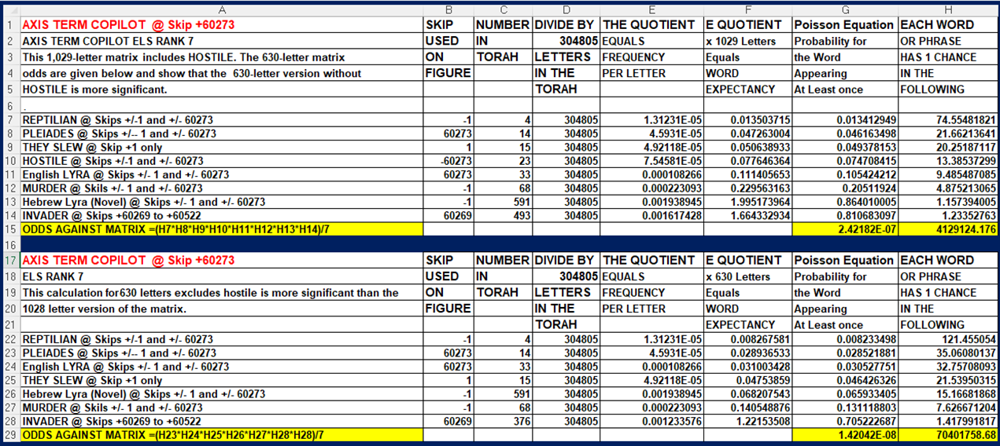 A B C D E F G H
1 AXIS TERM COPILOT @ Skip +60273 SKIP NUMBER DIVIDE BY THE QUOTIENT E QUOTIENT Poisson Equation EACH WORD
2 AXIS TERM COPILOT ELS RANK 7 USED IN 304805 EQUALS x 1029 Letters Probability for OR PHRASE
3 This 1,029-letter matrix includes HOSTILE. The 630-letter matrix ON TORAH LETTERS FREQUENCY Equals the Word HAS 1 CHANCE
4 odds are given below and show that the 630-letter version without FIGURE IN THE PER LETTER WORD Appearing IN THE
5 HOSTILE is more significant. TORAH EXPECTANCY At Least once FOLLOWING
6 .
7 REPTILIAN @ Skips +/-1 and +/- 60273 -1 4 304805 1.31231E-05 0.013503715 0.013412949 74.55481821
8 PLEIADES @ Skips +/-- 1 and +/- 60273 60273 14 304805 4.5931E-05 0.047263004 0.046163498 21.66213641
9 THEY SLEW @ Skip +1 only 1 15 304805 4.92118E-05 0.050638933 0.049378153 20.25187117
10 HOSTILE @ Skips +/-1 and +/- 60273 -60273 23 304805 7.54581E-05 0.077646364 0.074708415 13.38537299
11 English LYRA @ Skips +/- 1 and +/- 60273 60273 33 304805 0.000108266 0.111405653 0.105424212 9.485487085
12 MURDER @ Skils +/- 1 and +/- 60273 -1 68 304805 0.000223093 0.229563163 0.20511924 4.875213065
13 Hebrew Lyra (Novel) @ Skips +/- 1 and +/- 60273 -1 591 304805 0.001938945 1.995173964 0.864010005 1.157394005
14 INVADER @ Skips +60269 to +60522 60269 493 304805 0.001617428 1.664332934 0.810683097 1.23352763
15 ODDS AGAINST MATRIX =(H7*H8*H9*H10*H11*H12*H13*H14)/7 2.42182E-07 4129124.176
16
17 AXIS TERM COPILOT @ Skip +60273 SKIP NUMBER DIVIDE BY THE QUOTIENT E QUOTIENT Poisson Equation EACH WORD
18 ELS RANK 7 USED IN 304805 EQUALS x 630 Letters Probability for OR PHRASE
19 This calculation for630 letters excludes hostile is more significant than the ON TORAH LETTERS FREQUENCY Equals the Word HAS 1 CHANCE
20 1028 letter version of the matrix. FIGURE IN THE PER LETTER WORD Appearing IN THE
21 TORAH EXPECTANCY At Least once FOLLOWING
22 REPTILIAN @ Skips +/-1 and +/- 60273 -1 4 304805 1.31231E-05 0.008267581 0.008233498 121.455054
23 PLEIADES @ Skips +/-- 1 and +/- 60273 60273 14 304805 4.5931E-05 0.028936533 0.028521881 35.06080137
24 English LYRA @ Skips +/- 1 and +/- 60273 60273 33 304805 0.000108266 0.031003428 0.030527751 32.75708093
25 THEY SLEW @ Skip +1 only 1 15 304805 4.92118E-05 0.04753859 0.046426326 21.53950315
26 Hebrew Lyra (Novel) @ Skips +/- 1 and +/- 60273 -1 591 304805 0.001938945 0.068207543 0.065933405 15.16681868
27 MURDER @ Skils +/- 1 and +/- 60273 -1 68 304805 0.000223093 0.140548876 0.131118803 7.626671204
28 INVADER @ Skips +60269 to +60522 60269 376 304805 0.001233576 1.22153508 0.705222687 1.417991817
29 ODDS AGAINST MATRIX =(H23*H24*H25*H26*H27*H28*H28)/7 1.42042E-08 70401758.68